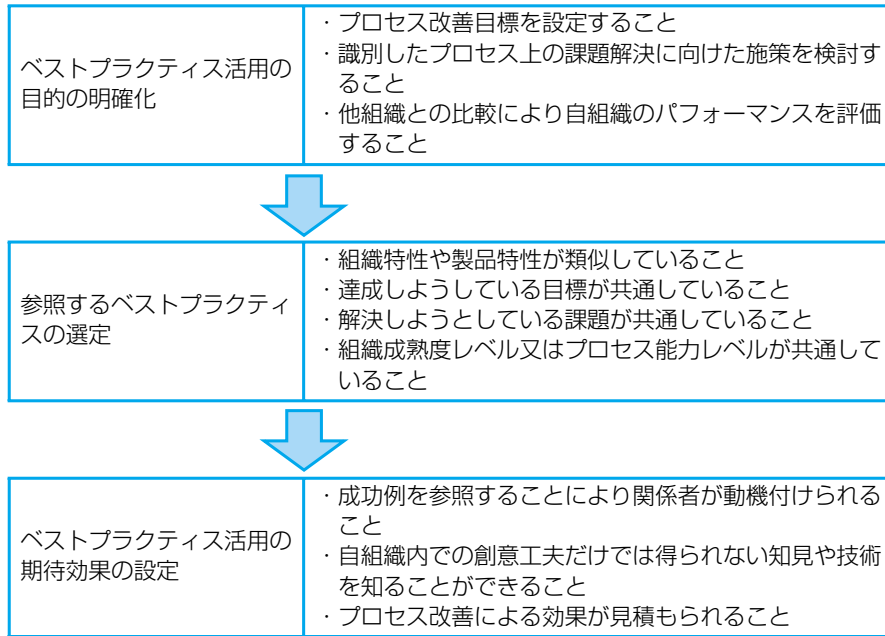 ベストプラクティス活用の
目的の明確化
・プロセス改善目標を設定すること
・識別したプロセス上の課題解決に向けた施策を検討す
ること
・他組織との比較により自組織のパフォーマンスを評価
すること
参照するベストプラクティ
スの選定
・組織特性や製品特性が類似していること
・達成しようしている目標が共通していること
・解決しようとしている課題が共通していること
・組織成熟度レベル又はプロセス能力レベルが共通して
いること
ベストプラクティス活用の
期待効果の設定
・成功例を参照することにより関係者が動機付けられる
こと
・自組織内での創意工夫だけでは得られない知見や技術
を知ることができること
・プロセス改善による効果が見積もられること